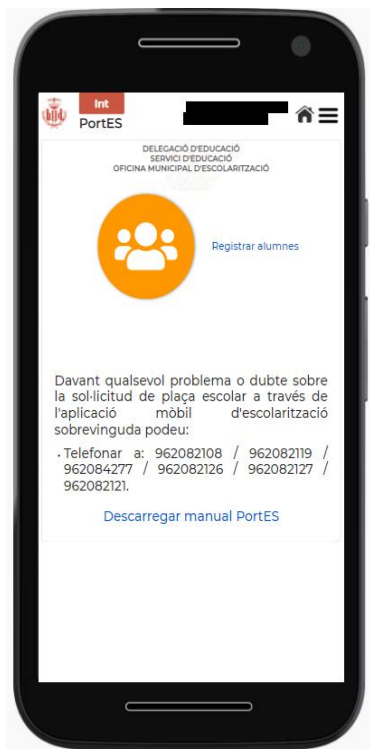 Int
PortES
DELEGACIÓ D'EDUCACIÓ
SERVICI D'EDUCACIÓ
OFICINA MUNICIPAL D'ESCOLARITZACIÓ
Registrar alumnes
Davant qualsevol problema o dubte sobre
la sol·licitud de plaça escolar a través de
l'aplicació mòbil d'escolarització
sobrevinguda podeu:
• Telefonar a: 962082108 / 962082119 /
962084277 / 962082126 / 962082127 /
962082121.
Descarregar manual PortES